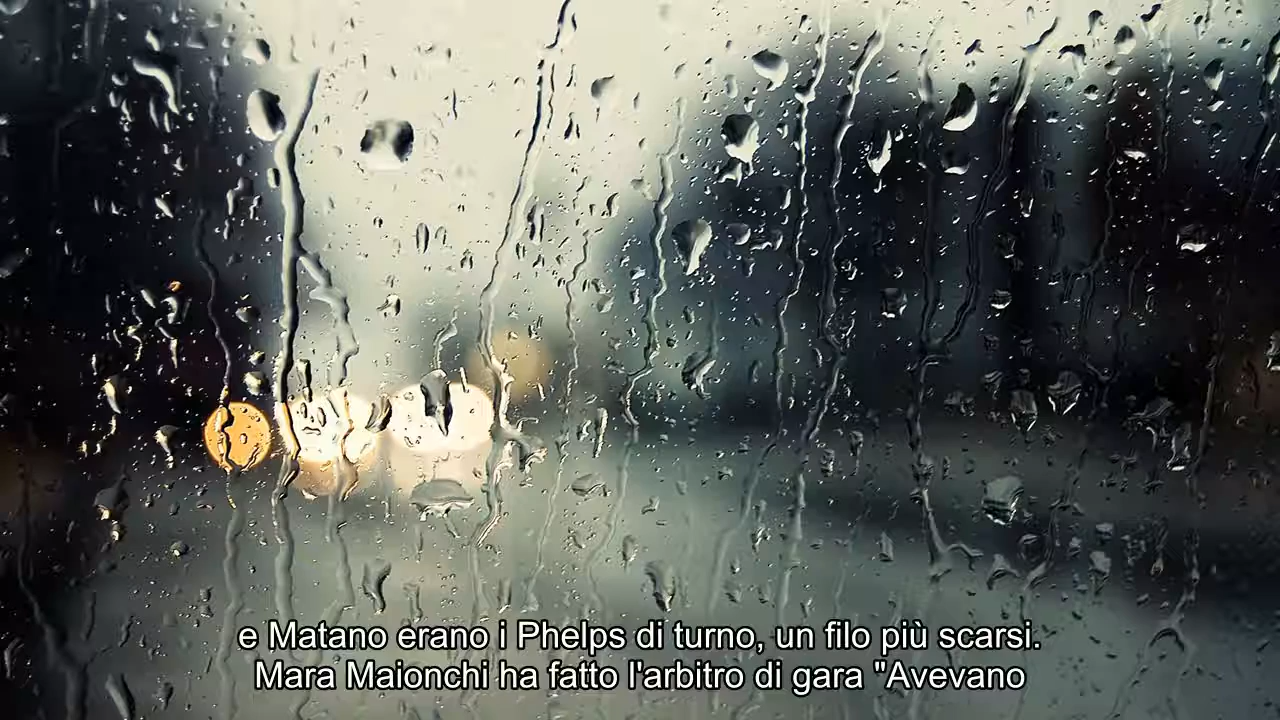 e Matano erano i Phelps di turno, un filo più scarsi.
Mara Maionchi ha fatto l'arbitro di gara "Avevano